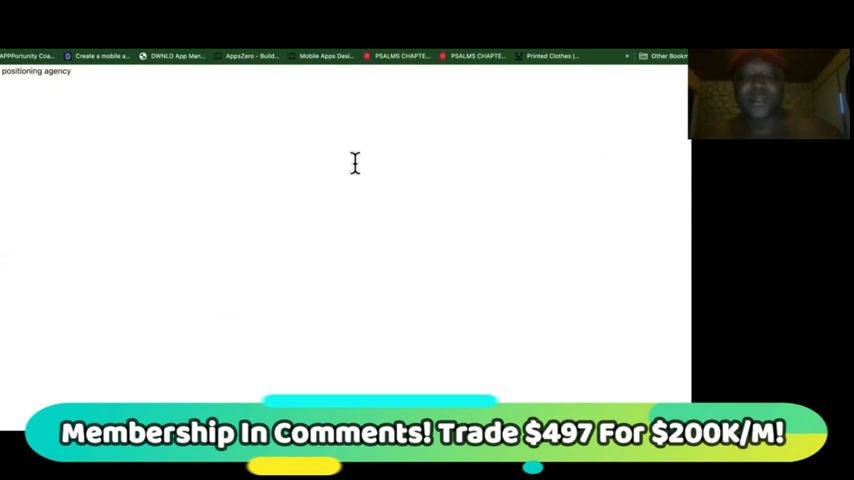 APPPortunity Coa... Create a mobile a... DWNLD App Man... AppsZero - Build... Mobile Apps Desi... PSALMS CHAPTE... PSALMS CHAPTE... Printed Clothes |... » Other Bookm
positioning agency
Membership In Comments! Trade $497 For $200K/M!